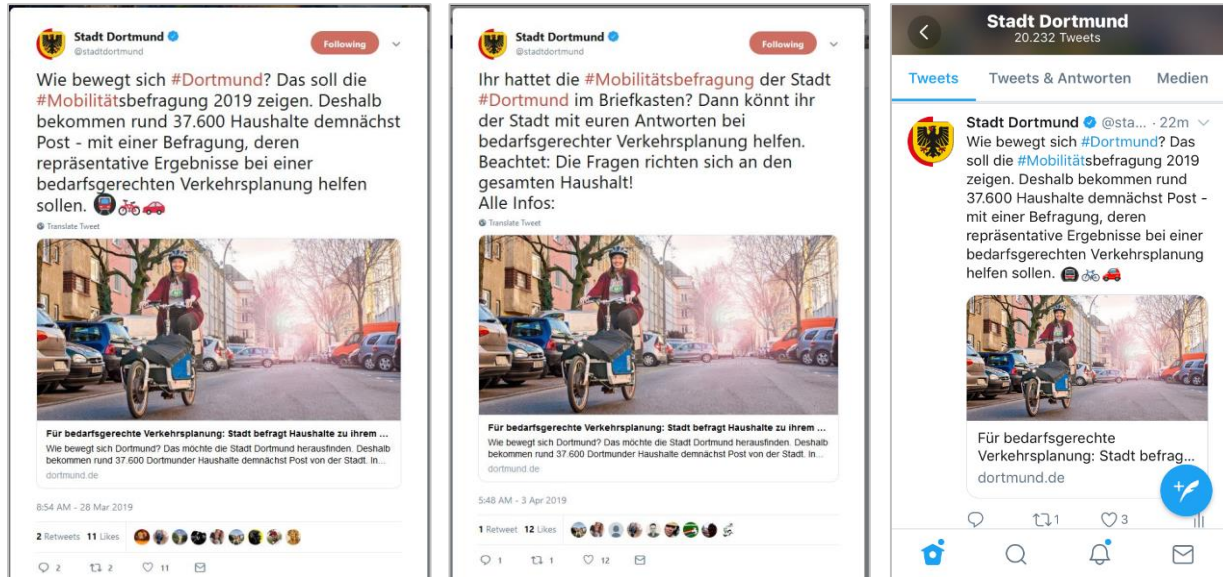 Stadt Dortmund
@stadtdortmund
Following
Wie bewegt sich #Dortmund? Das soll die
#Mobilitätsbefragung 2019 zeigen. Deshalb
bekommen rund 37.600 Haushalte demnächst
Post - mit einer Befragung, deren
repräsentative Ergebnisse bei einer
bedarfsgerechten Verkehrsplanung helfen
sollen.
Translate Tweet
Für bedarfsgerechte Verkehrsplanung: Stadt befragt Haushalte zu ihrem ...
Wie bewegt sich Dortmund? Das möchte die Stadt Dortmund herausfinden. Deshalb
bekommen rund 37.600 Dortmunder Haushalte demnächst Post von der Stadt. In...
dortmund.de
8:54 AM - 28 Mar 2019
2 Retweets 11 Likes
2 2 11
Stadt Dortmund
@stadtdortmund
Following
Ihr hattet die #Mobilitätsbefragung der Stadt
#Dortmund im Briefkasten? Dann könnt ihr
der Stadt mit euren Antworten bei
bedarfsgerechter Verkehrsplanung helfen.
Beachtet: Die Fragen richten sich an den
gesamten Haushalt!
Alle Infos:
Translate Tweet
Für bedarfsgerechte Verkehrsplanung: Stadt befragt Haushalte zu ihrem ...
Wie bewegt sich Dortmund? Das möchte die Stadt Dortmund herausfinden. Deshalb
bekommen rund 37.600 Dortmunder Haushalte demnächst Post von der Stadt. In...
dortmund.de
5:48 AM - 3 Apr 2019
1 Retweet 12 Likes
1 1 12
Stadt Dortmund
20.232 Tweets
Tweets Tweets & Antworten Medien
Stadt Dortmund @sta... · 22m
Wie bewegt sich #Dortmund? Das
soll die #Mobilitätsbefragung 2019
zeigen. Deshalb bekommen rund
37.600 Haushalte demnächst Post -
mit einer Befragung, deren
repräsentative Ergebnisse bei einer
bedarfsgerechten Verkehrsplanung
helfen sollen.
Für bedarfsgerechte
Verkehrsplanung: Stadt befrag...
dortmund.de
1 3